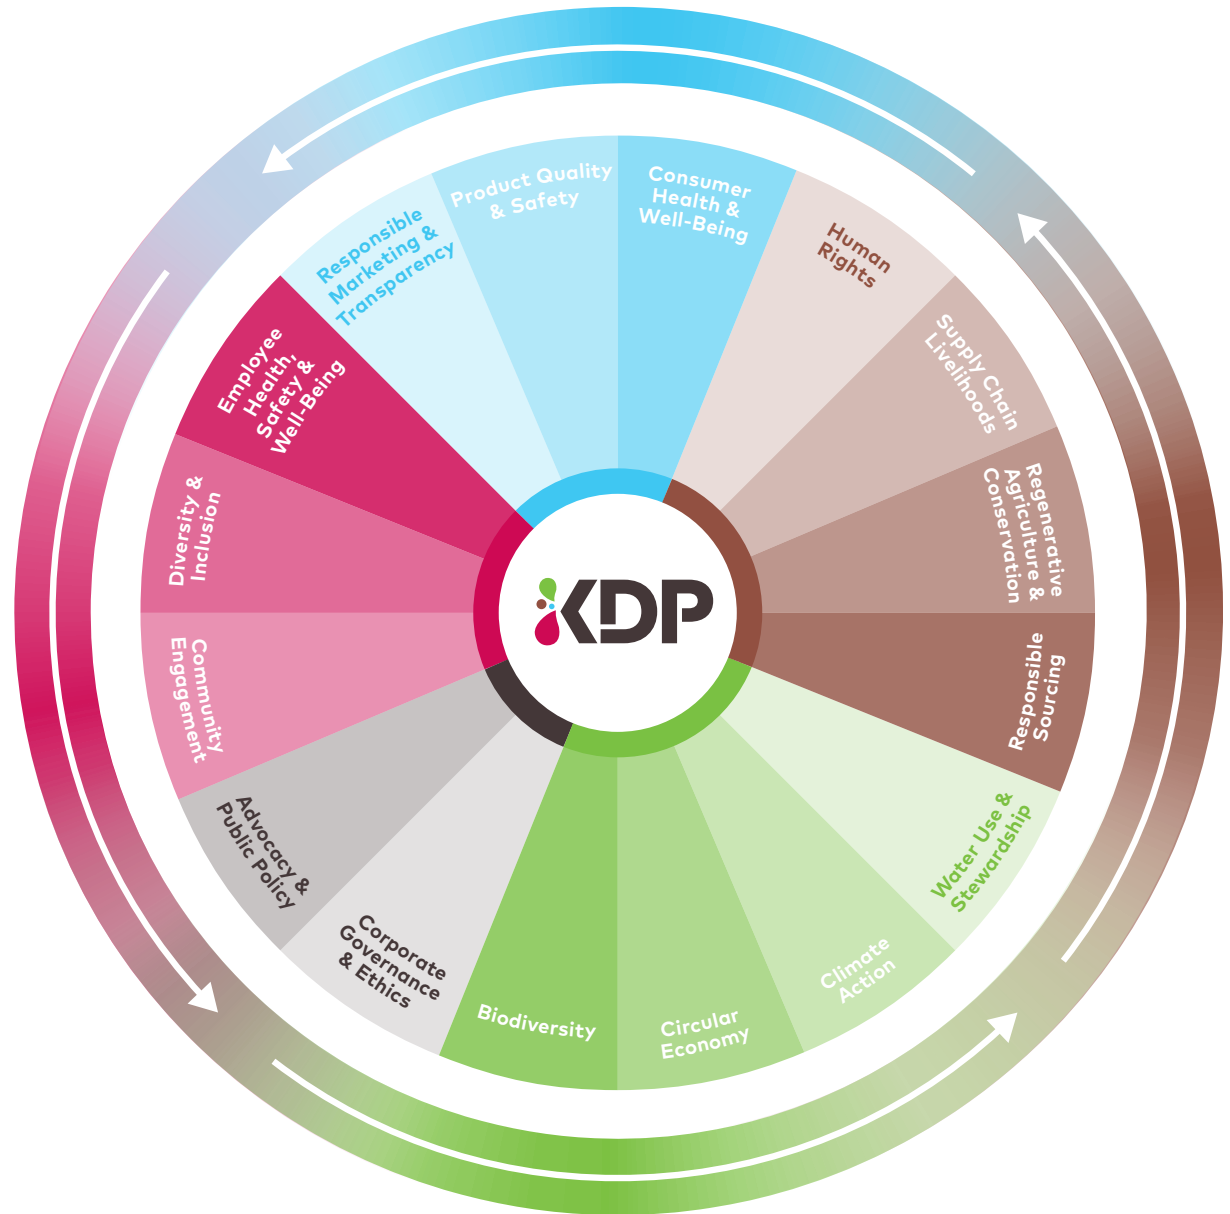 Consumer
Health &
Well-Being
Human
Rights
Supply Chain
Livelihoods
Regenerative
Agriculture &
Conservation
Responsible
Sourcing
Water Use &
Stewardship
Climate
Action
Circular
Economy
Biodiversity
Corporate
Governance
& Ethics
Advocacy &
Public Policy
Community
Engagement
Diversity &
Inclusion
Employee
Health,
Safety &
Well-Being
Responsible
Marketing &
Transparency
Product Quality
& Safety
KDP